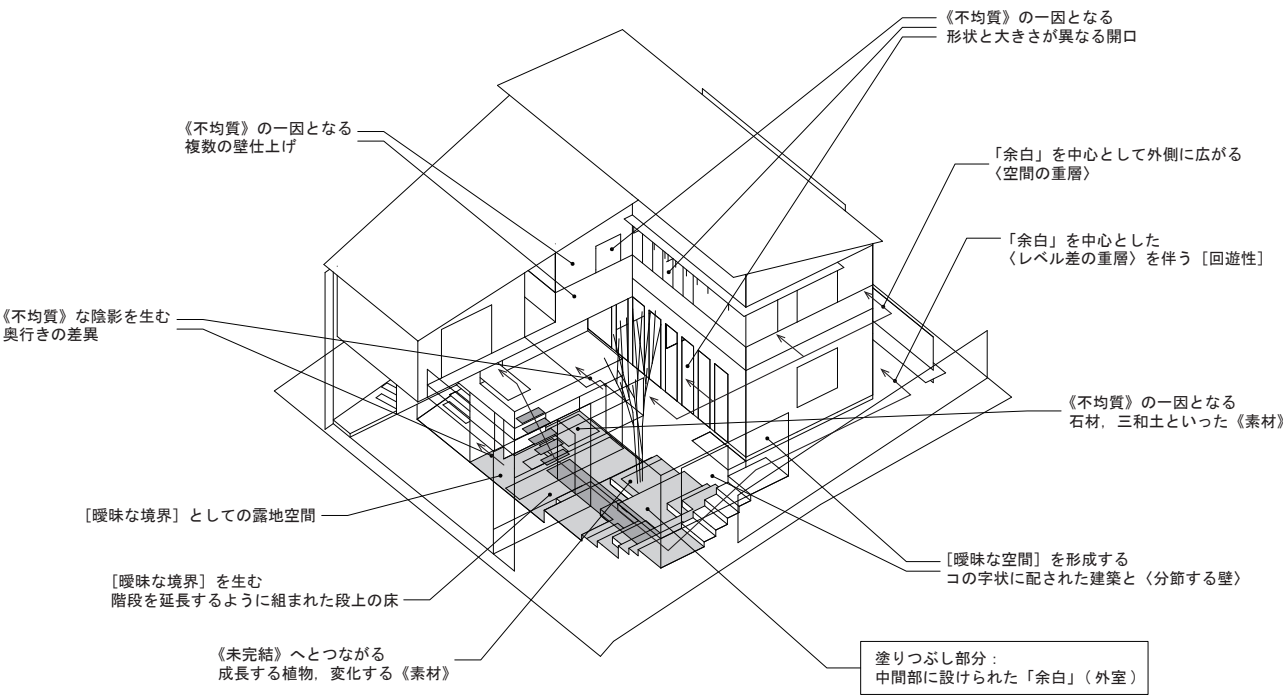 《不均質》の一因となる
形状と大きさが異なる開口
《不均質》の一因となる
複数の壁仕上げ
「余白」を中心として外側に広がる
〈空間の重層〉
「余白」を中心とした
〈レベル差の重層〉を伴う［回遊性］
《不均質》な陰影を生む
奥行きの差異
《不均質》の一因となる
石材，三和土といった《素材》
［曖昧な境界］としての露地空間
［曖昧な空間］を形成する
コの字状に配された建築と〈分節する壁〉
［曖昧な境界］を生む
階段を延長するように組まれた段上の床
《未完結》へとつながる
成長する植物，変化する《素材》
塗りつぶし部分：
中間部に設けられた「余白」（外室）